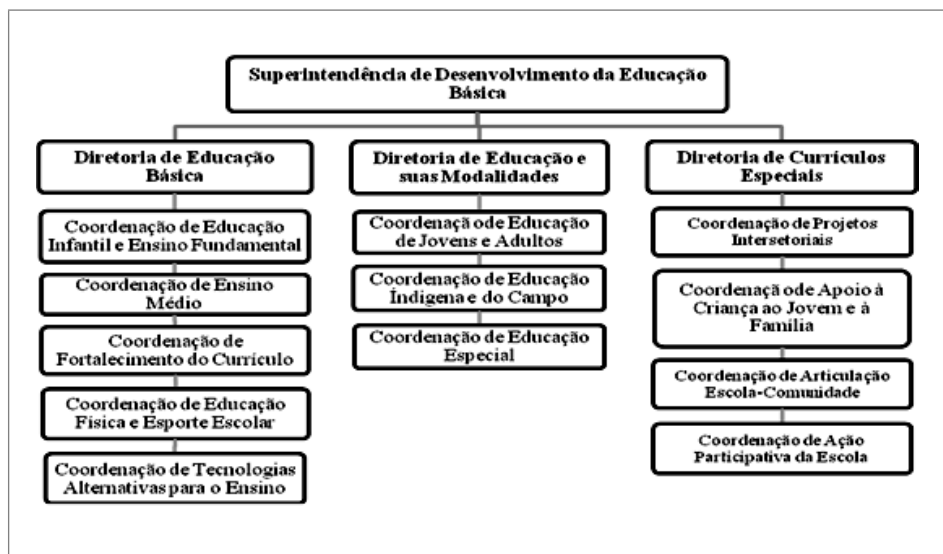 Superintendência de Desenvolvimento da Educação
Básica
Diretoria de Educação
Básica
Coordenação de Educação
Infantil e Ensino Fundamental
Coordenação de Ensino
Médio
Coordenação de
Fortalecimento do Currículo
Coordenação de Educação
Física e Esporte Escolar
Coordenação de Tecnologias
Alternativas para o Ensino
Diretoria de Educação e
suas Modalidades
Coordenaçã ode Educação
de Jovens e Adultos
Coordenação de Educação
Índigena e do Campo
Coordenação de Educação
Especial
Diretoria de Currículos
Especiais
Coordenação de Projetos
Intersetoriais
Coordenaçã ode Apoio à
Criança ao Jovem e à
Família
Coordenação de Articulação
Escola-Comunidade
Coordenação de Ação
Participativa da Escola